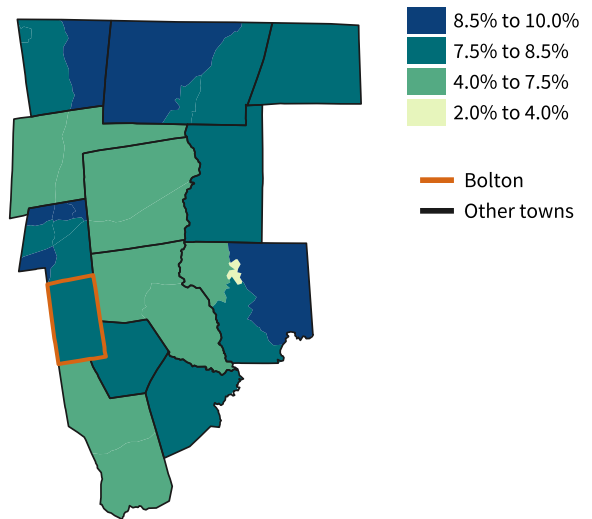 8.5% to 10.0%
7.5% to 8.5%
4.0% to 7.5%
2.0% to 4.0%
Bolton
Other towns